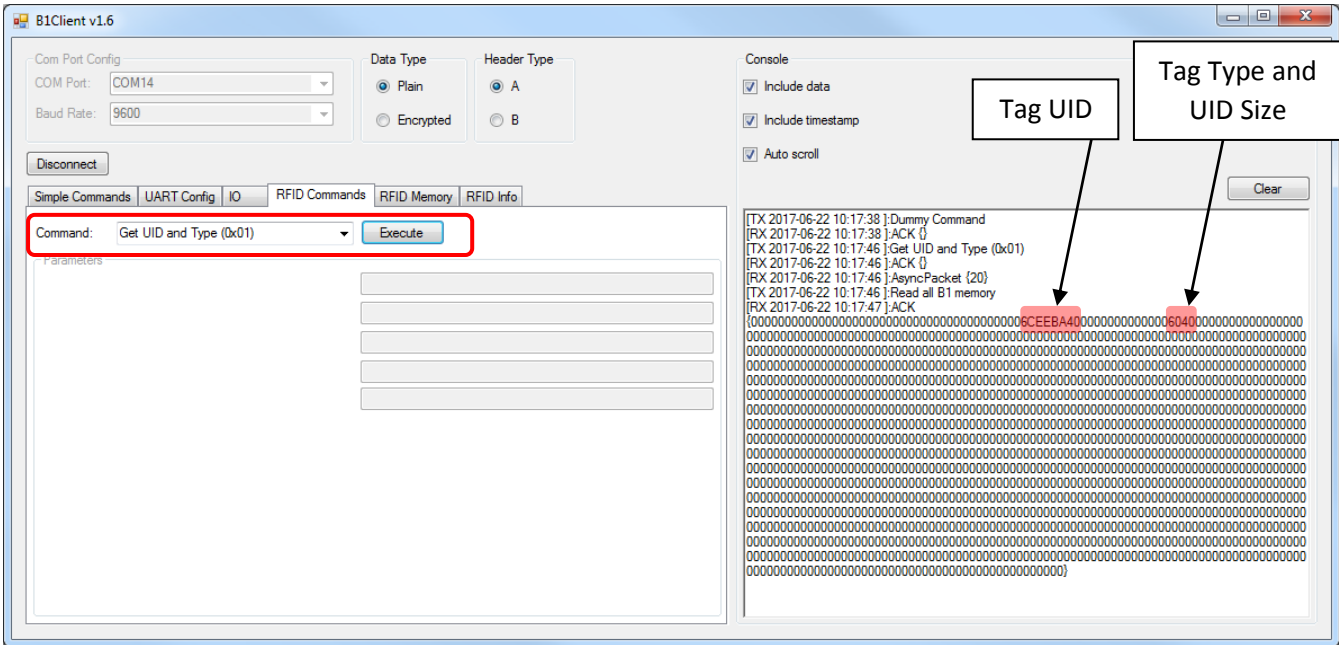 B1Client v1.6
Com Port Config
COM Port: COM14
Baud Rate: 9600
Data Type
Plain
Encrypted
Header Type
A
B
Disconnect
Simple Commands UART Config IO RFID Commands RFID Memory RFID Info
Command: Get UID and Type (0x01) Execute
Parameters
Console
Include data
Include timestamp
Auto scroll
Tag UID
Tag Type and
UID Size
Clear
[TX 2017-06-22 10:17:38 ]:Dummy Command
[RX 2017-06-22 10:17:38 ]:ACK {}
[TX 2017-06-22 10:17:46 ]:Get UID and Type (0x01)
[RX 2017-06-22 10:17:46 ]:ACK {}
[RX 2017-06-22 10:17:46 ]:AsyncPacket {20}
[TX 2017-06-22 10:17:46 ]:Read all B1 memory
[RX 2017-06-22 10:17:47 ]:ACK
6CEEBA40 6040